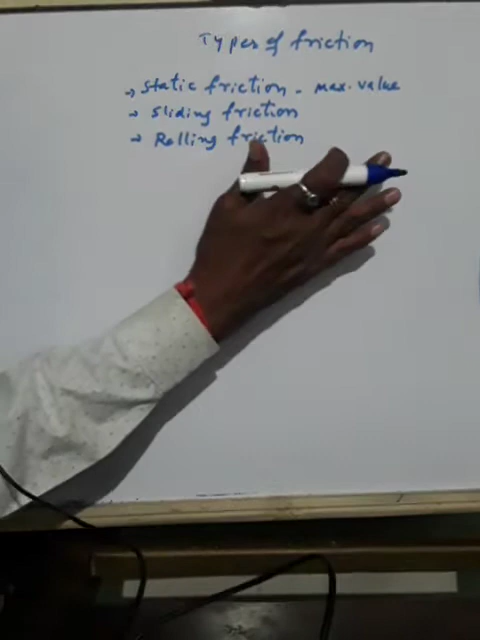 Types of friction
→ Static friction - max. value
→ Sliding friction
→ Rolling friction